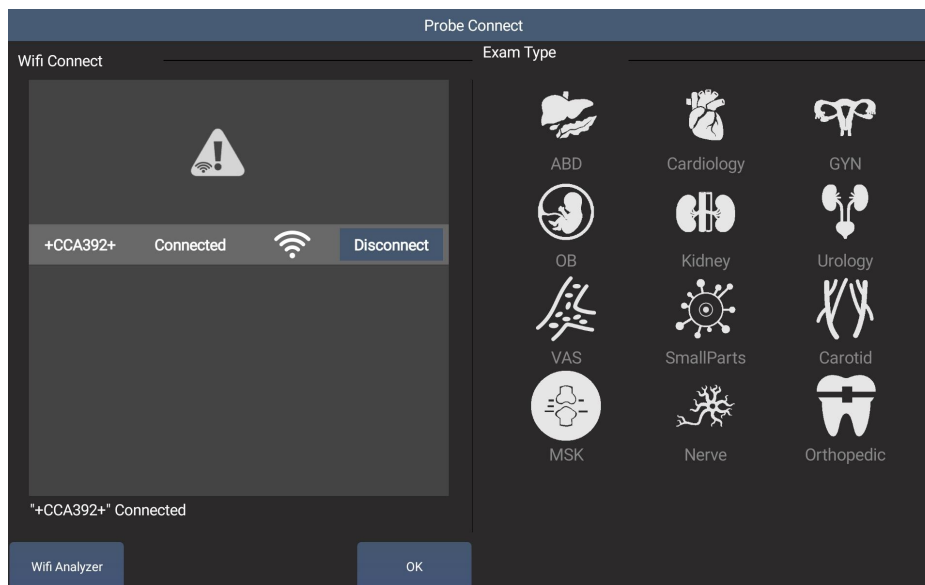 Probe Connect
Wifi Connect
Exam Type
ABD
Cardiology
GYN
+CCA392+ Connected Disconnect
OB
Kidney
Urology
VAS
SmallParts
Carotid
MSK
Nerve
Orthopedic
"+CCA392+" Connected
Wifi Analyzer
OK